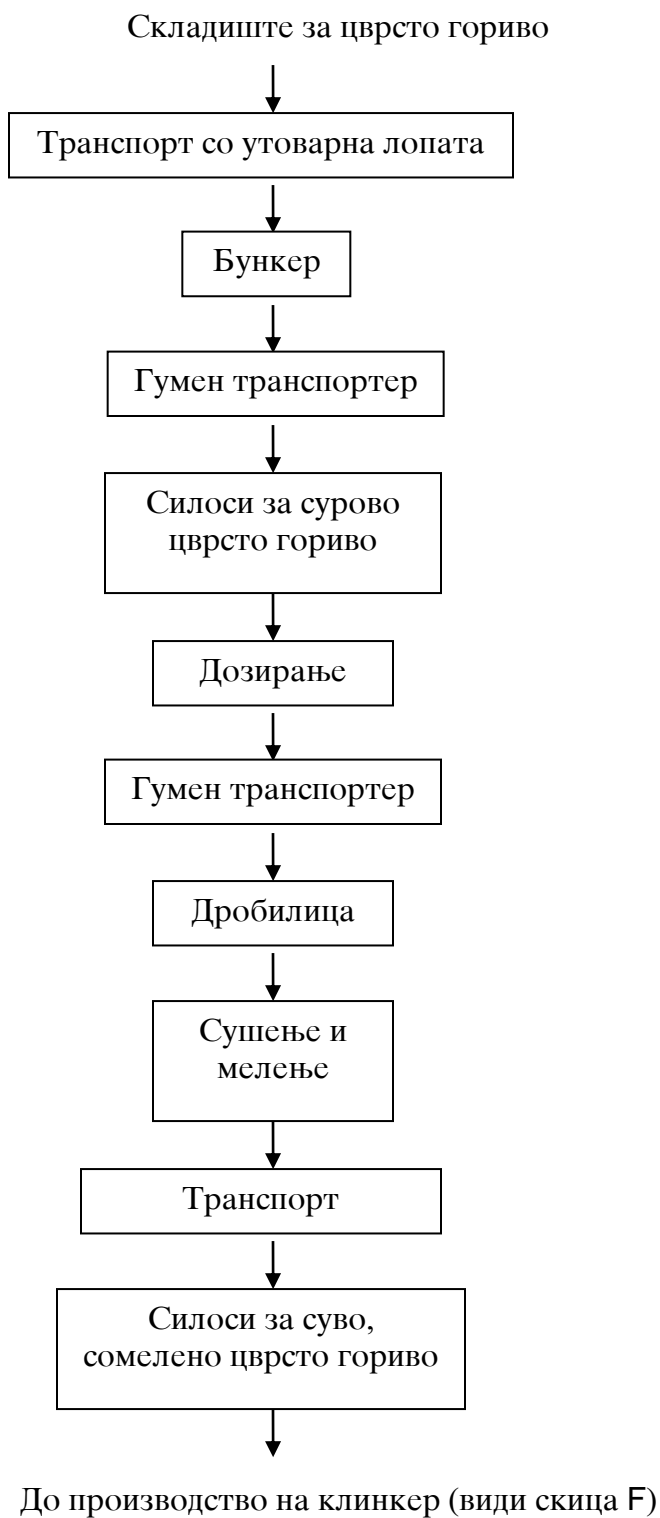 Складиште за цврсто гориво
Транспорт со утоварна лопата
Бункер
Гумен транспортер
Силоси за сурово
цврсто гориво
Дозирање
Гумен транспортер
Дробилица
Сушење и
мелење
Транспорт
Силоси за суво,
сомелено цврсто гориво
До производство на клинкер (види скица F)